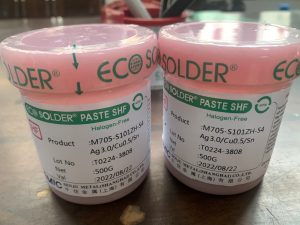 SOLDER®
ECO SOLDER®
ECO SOLDER® PASTE SHF
Halogen-Free
Product :M705-S101ZH-S4
Ag3.0/Cu0.5/Sn
Lot No :T0224-3808
Net :500G
Val :2022/08/22
ECO SOLDER® PASTE SHF
Halogen-Free
Product :M705-S101ZH-S4
Ag3.0/Cu0.5/Sn
Lot No :T0224-3808
Net :500G
Val :2022/08/22